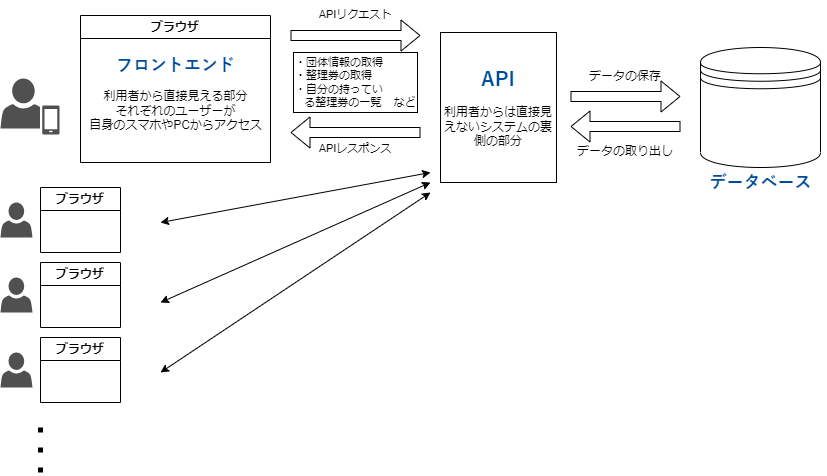 ブラウザ
フロントエンド
利用者から直接見える部分
それぞれのユーザーが
自身のスマホやPCからアクセス
APIリクエスト
・団体情報の取得
・整理券の取得
・自分の持ってい
る整理券の一覧　など
APIレスポンス
API
利用者からは直接見
えないシステムの裏
側の部分
データの保存
データの取り出し
データベース
ブラウザ
ブラウザ
ブラウザ